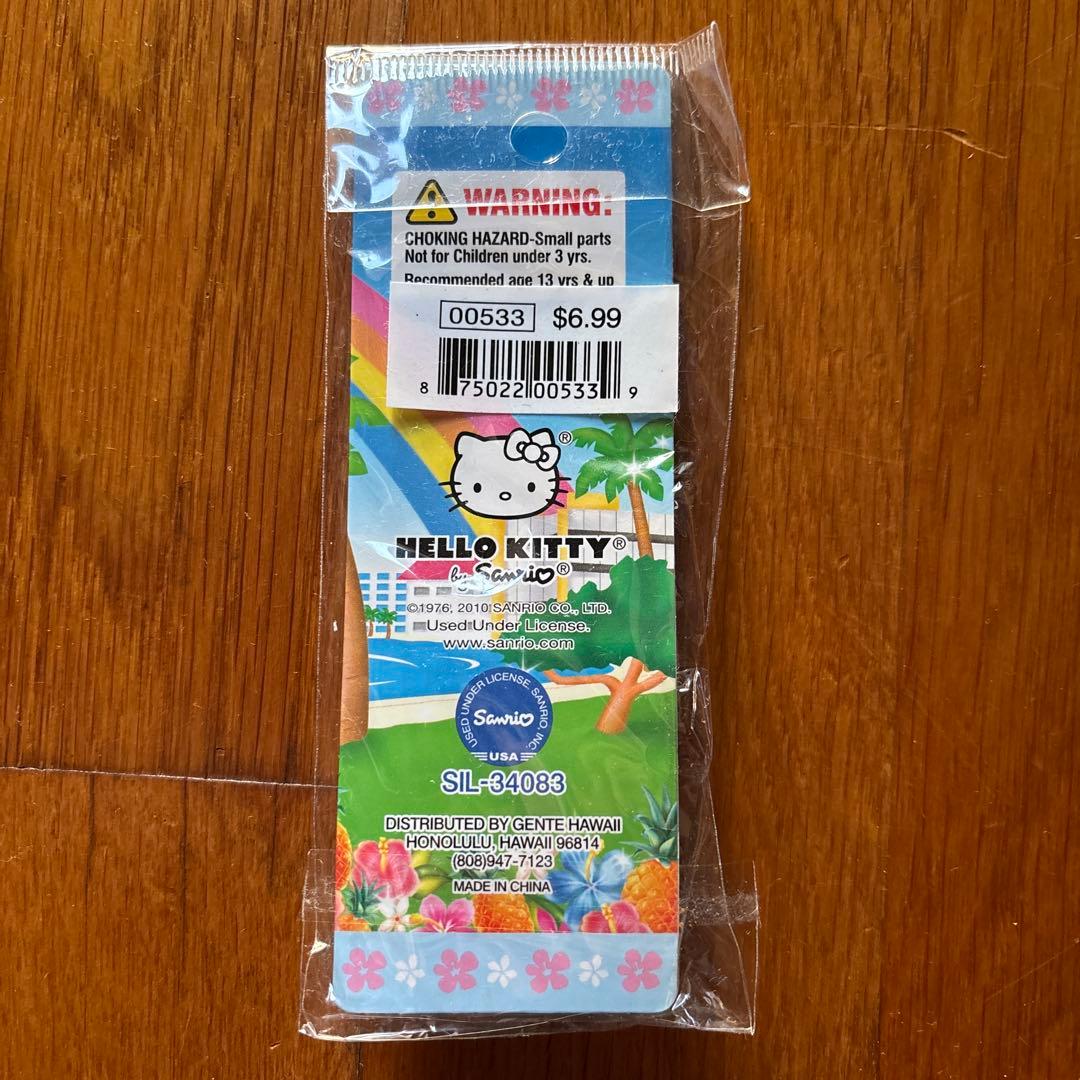 WARNING:
CHOKING HAZARD-Small parts
Not for Children under 3 yrs.
Recommended age 13 yrs & up
00533 $6.99
8 75022 00533 9
®
HELLO KITTY®
by Sanrio®
©1976, 2010 SANRIO CO., LTD.
Used Under License.
www.sanrio.com
USED UNDER LICENSE SANRIO, INC.
Sanrio
USA
SIL-34083
DISTRIBUTED BY GENTE HAWAII
HONOLULU, HAWAII 96814
(808)947-7123
MADE IN CHINA